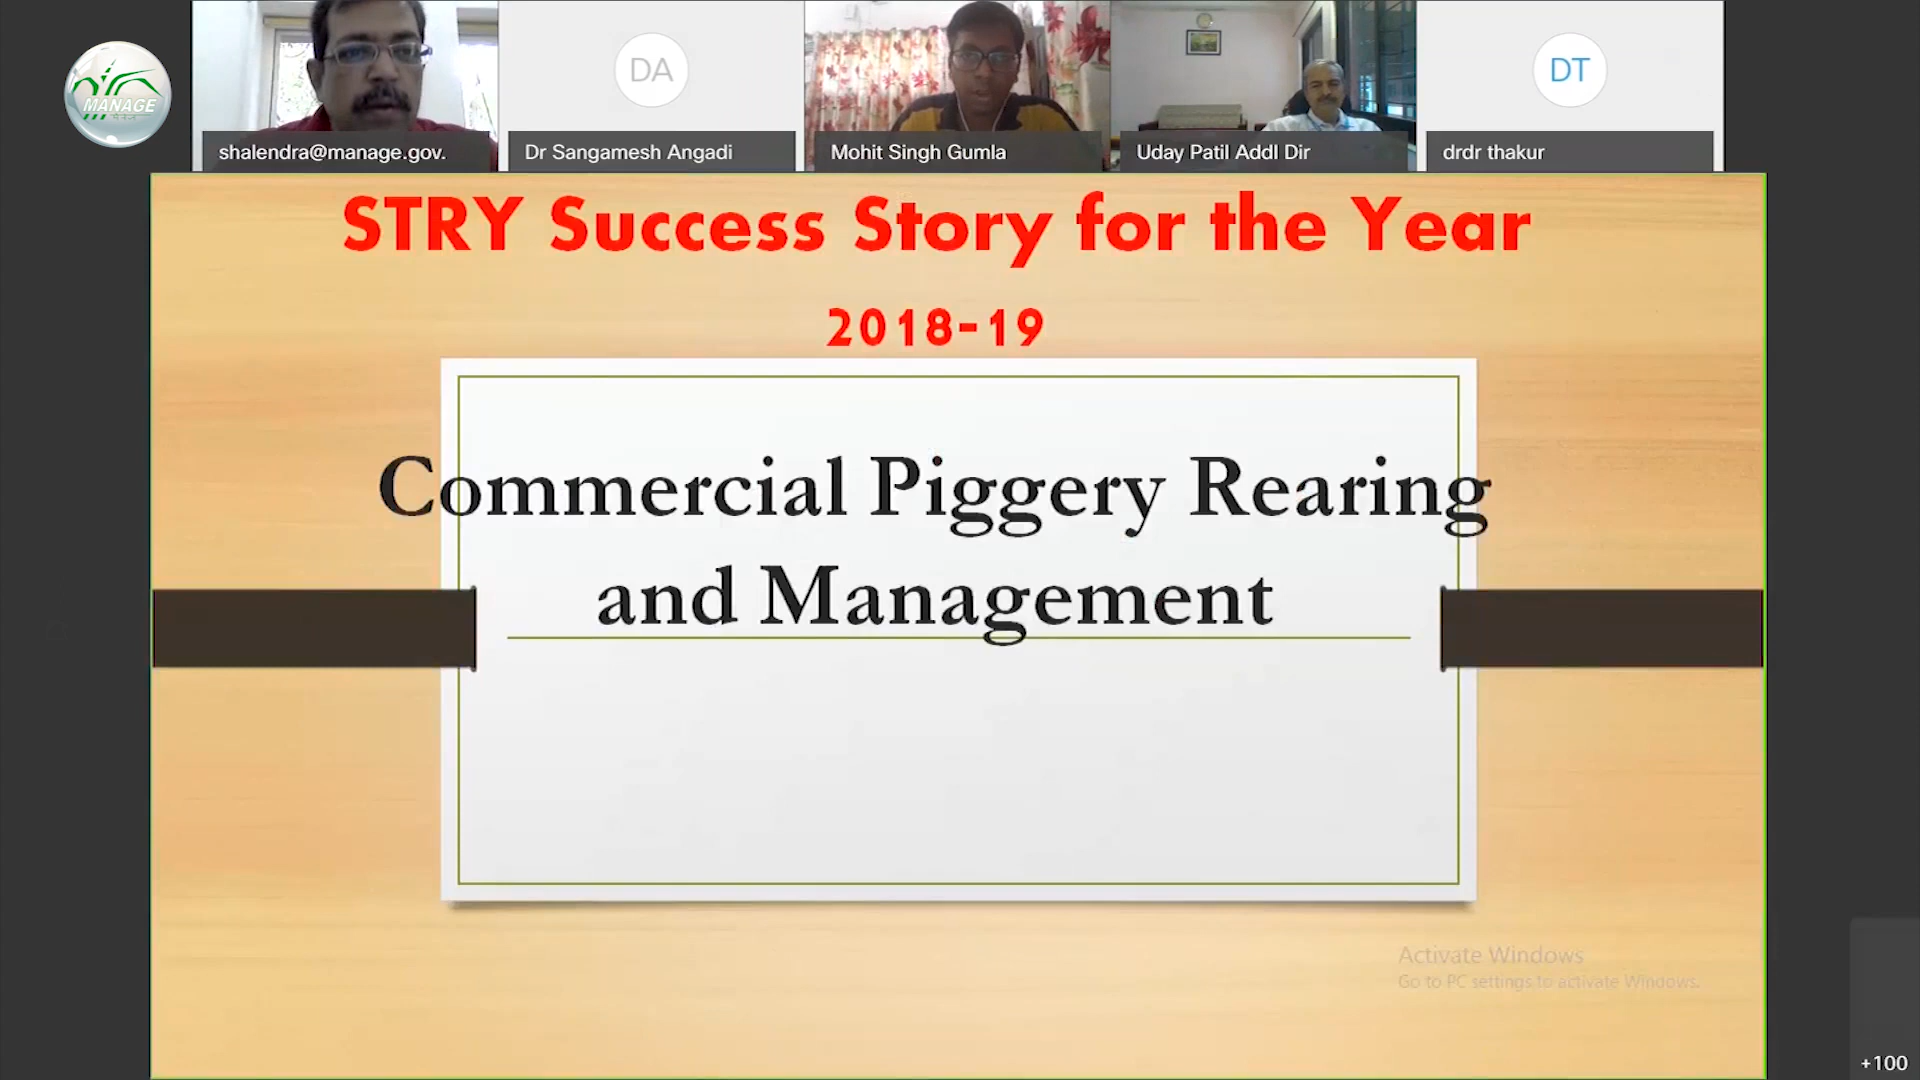 MANAGE
DA
DT
shalendra@manage.gov.
Dr Sangamesh Angadi
Mohit Singh Gumla
Uday Patil Addl Dir
drdr thakur
STRY Success Story for the Year
2018-19
Commercial Piggery Rearing
and Management
Activate Windows
Go to PC settings to activate Windows.
+100